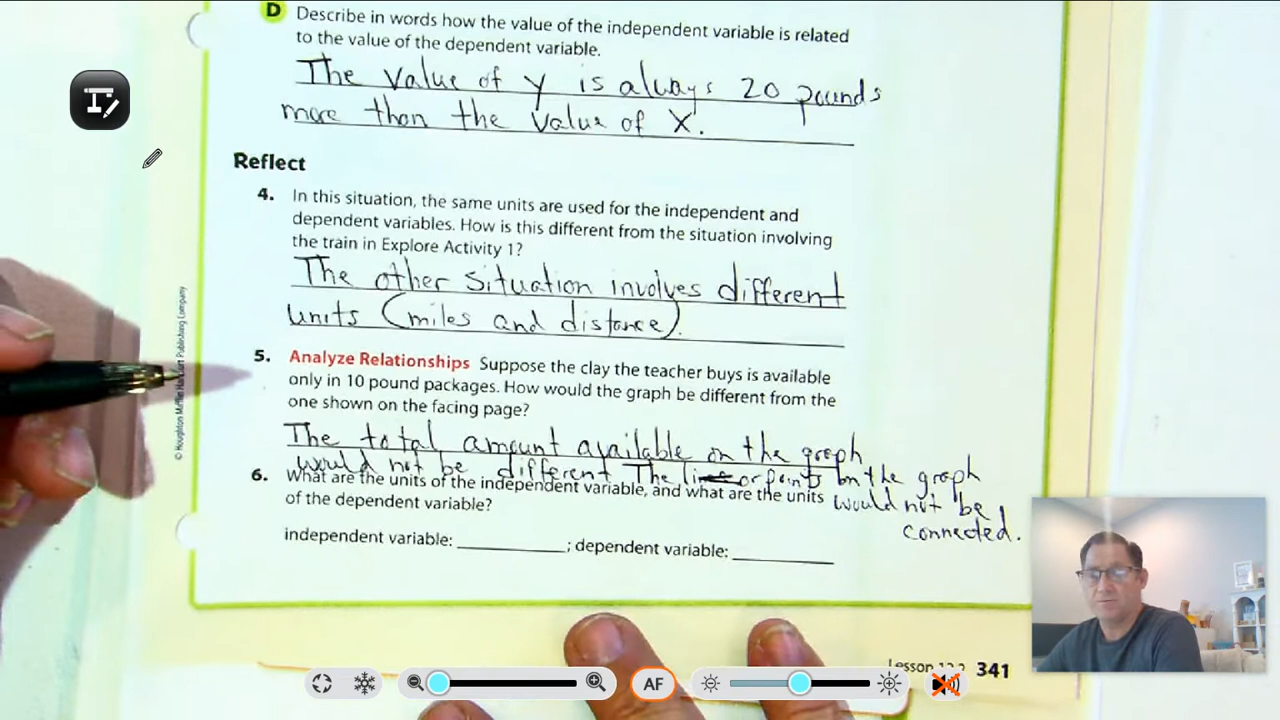 D Describe in words how the value of the independent variable is related
to the value of the dependent variable.
The value of y is always 20 pounds
more than the value of x.
Reflect
4. In this situation, the same units are used for the independent and
dependent variables. How is this different from the situation involving
the train in Explore Activity 1?
The other situation involves different
units (miles and distance).
5. Analyze Relationships Suppose the clay the teacher buys is available
only in 10 pound packages. How would the graph be different from the
one shown on the facing page?
The total amount available on the graph
would not be different The line or points on the graph
would not be
connected.
6. What are the units of the independent variable, and what are the units
of the dependent variable?
independent variable: ; dependent variable:
© Houghton Mifflin Harcourt Publishing Company
Lesson 341
AF